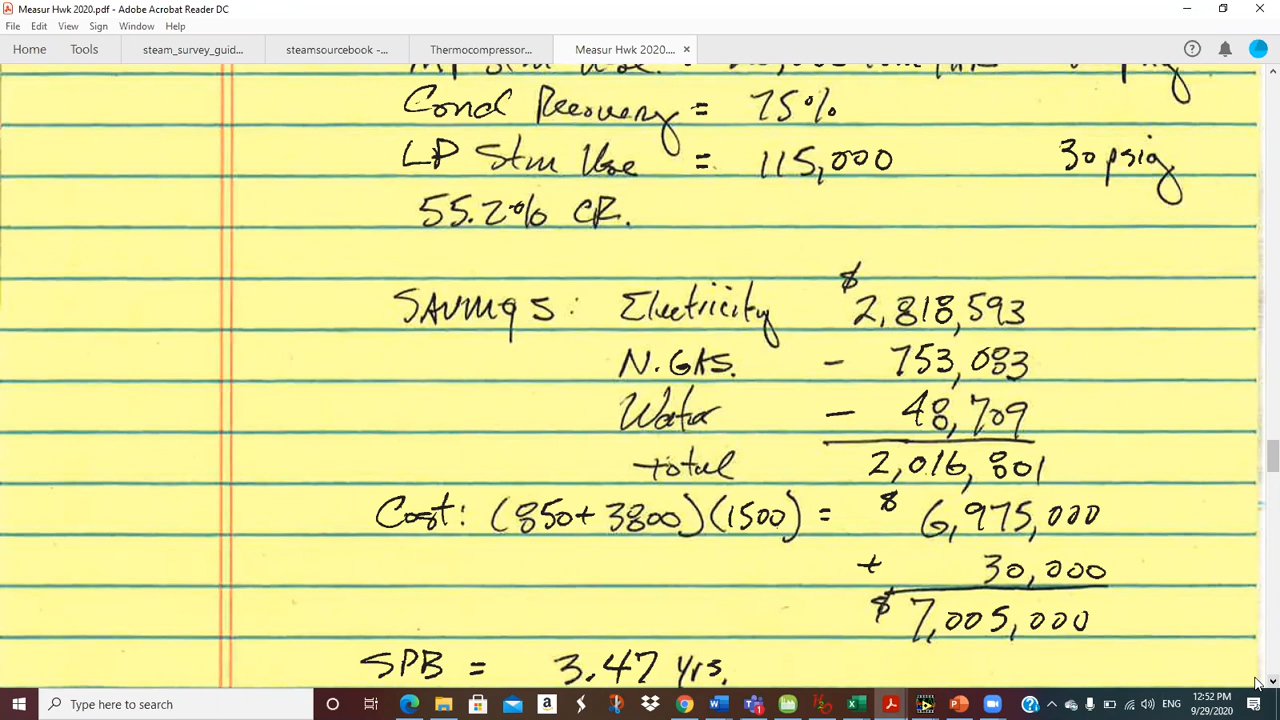 Measur Hwk 2020.pdf - Adobe Acrobat Reader DC
File Edit View Sign Window Help
Home Tools steam_survey_guid... steamsourcebook -... Thermocompressor... Measur Hwk 2020.... ×
Cond Recovery = 75%
LP Stm Use = 115,000 30 psig
55.2% CR.
SAVINGS: Electricity $ 2,818,593
N. GAS. - 753,083
Water - 48,709
total 2,016,801
Cost: (850+3800)(1500) = $ 6,975,000
+ 30,000
$ 7,005,000
SPB = 3.47 yrs.
Type here to search
ENG
12:52 PM
9/29/2020